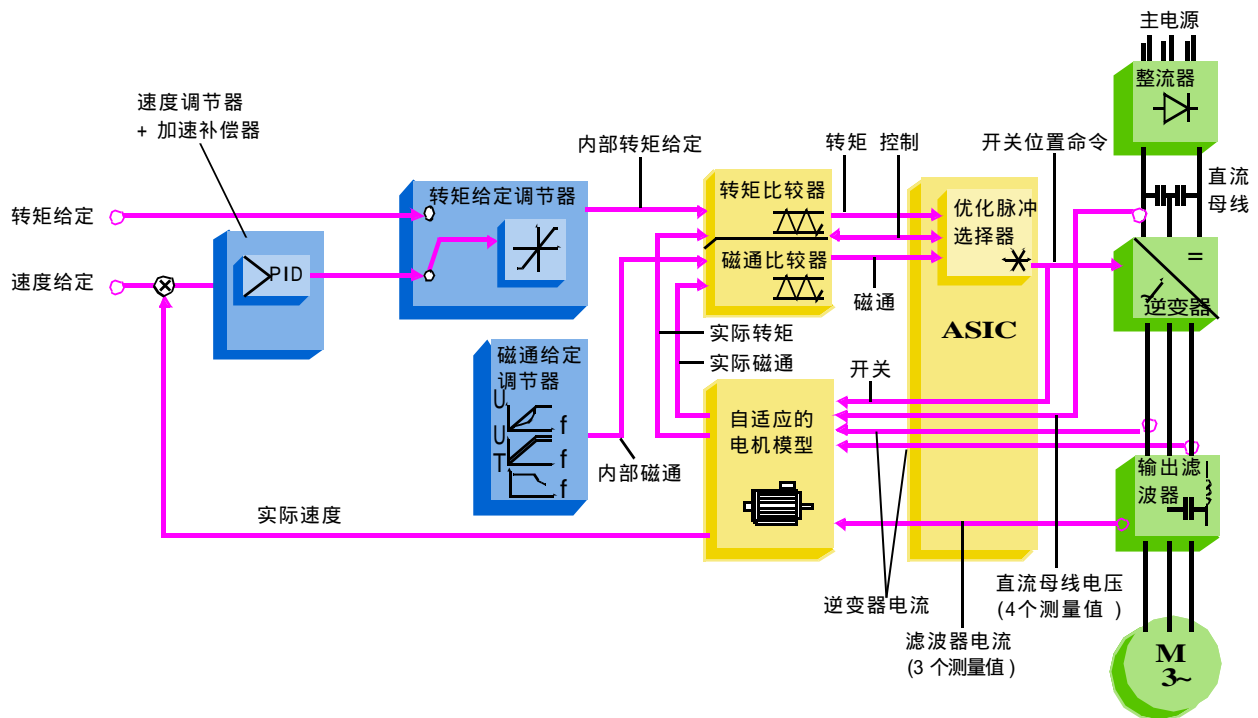 主电源
整流器
速度调节器
+ 加速补偿器
内部转矩给定
转矩 控制
开关位置命令
直流
母线
转矩给定
转矩给定调节器
转矩比较器
优化脉冲
选择器
速度给定
PID
磁通比较器
=
逆变器
磁通
ASIC
实际转矩
实际磁通
磁通给定
调节器
U
f
U
f
T
f
开关
自适应的
电机模型
内部磁通
输出滤
波器
实际速度
逆变器电流
直流母线电压
(4个测量值 )
滤波器电流
(3 个测量值)
M
3~